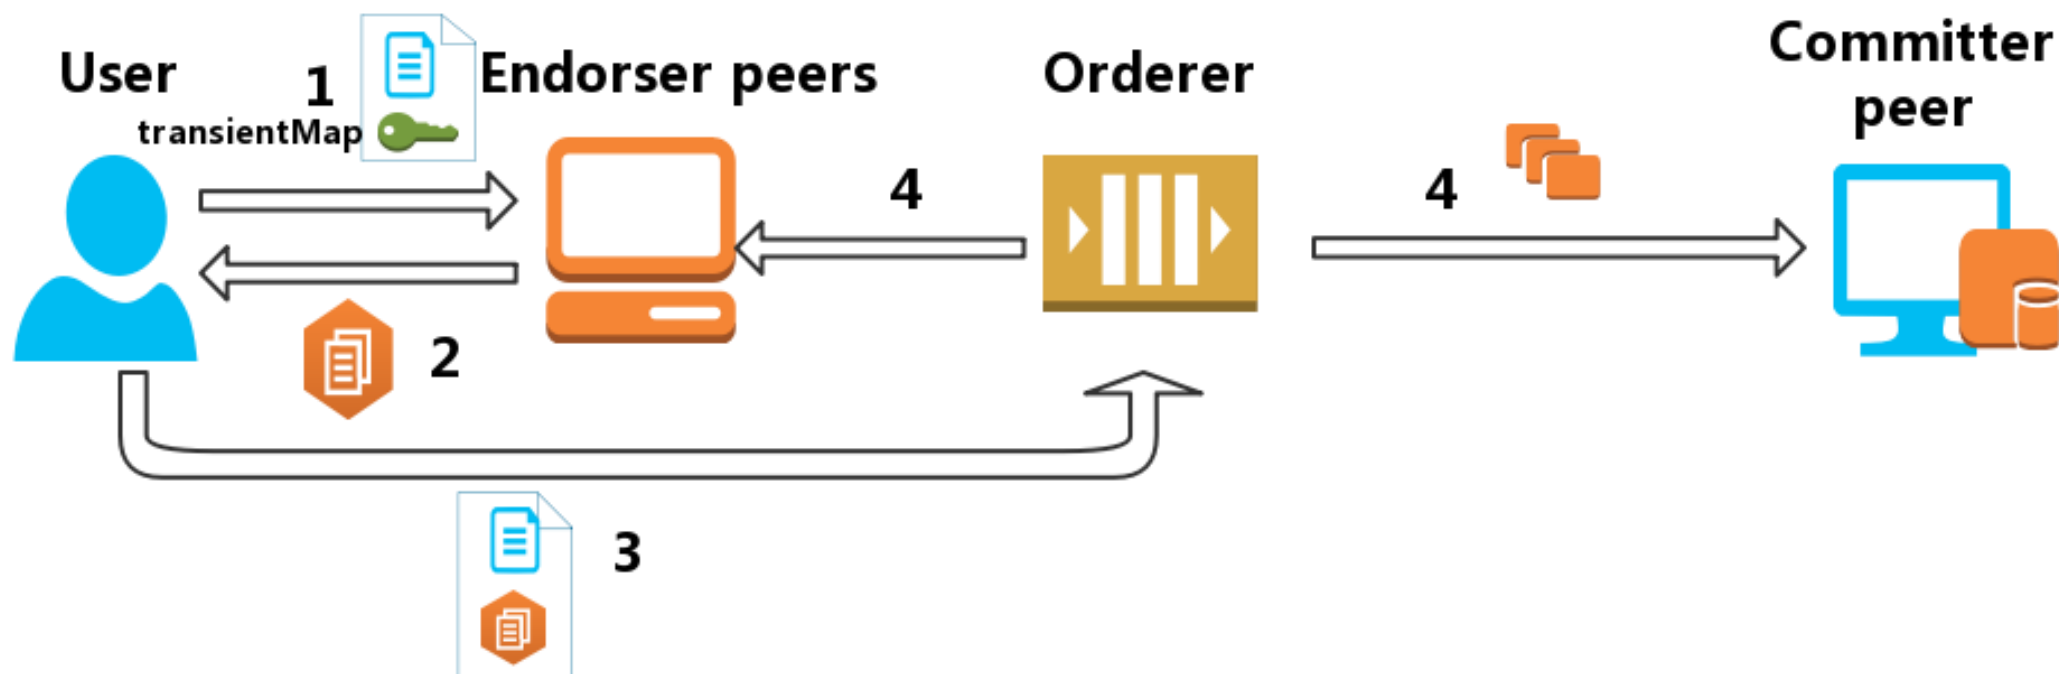 User
1
transientMap
Endorser peers
Orderer
Committer
peer
4
4
2
3